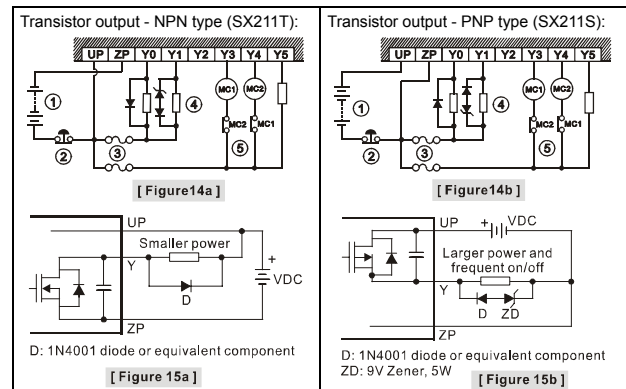 Transistor output - NPN type (SX211T):
UP ZP Y0 Y1 Y2 Y3 Y4 Y5
MC1 MC2
1
4
MC2 MC1
2
3
5
[ Figure14a ]
UP
Smaller power
Y
+
VDC
D
ZP
D: 1N4001 diode or equivalent component
[ Figure 15a ]
Transistor output - PNP type (SX211S):
UP ZP Y0 Y1 Y2 Y3 Y4 Y5
MC1 MC2
1
4
MC2 MC1
2
3
5
[ Figure14b ]
UP
+ VDC
Larger power and
frequent on/off
Y
D ZD
ZP
D: 1N4001 diode or equivalent component
ZD: 9V Zener, 5W
[ Figure 15b ]